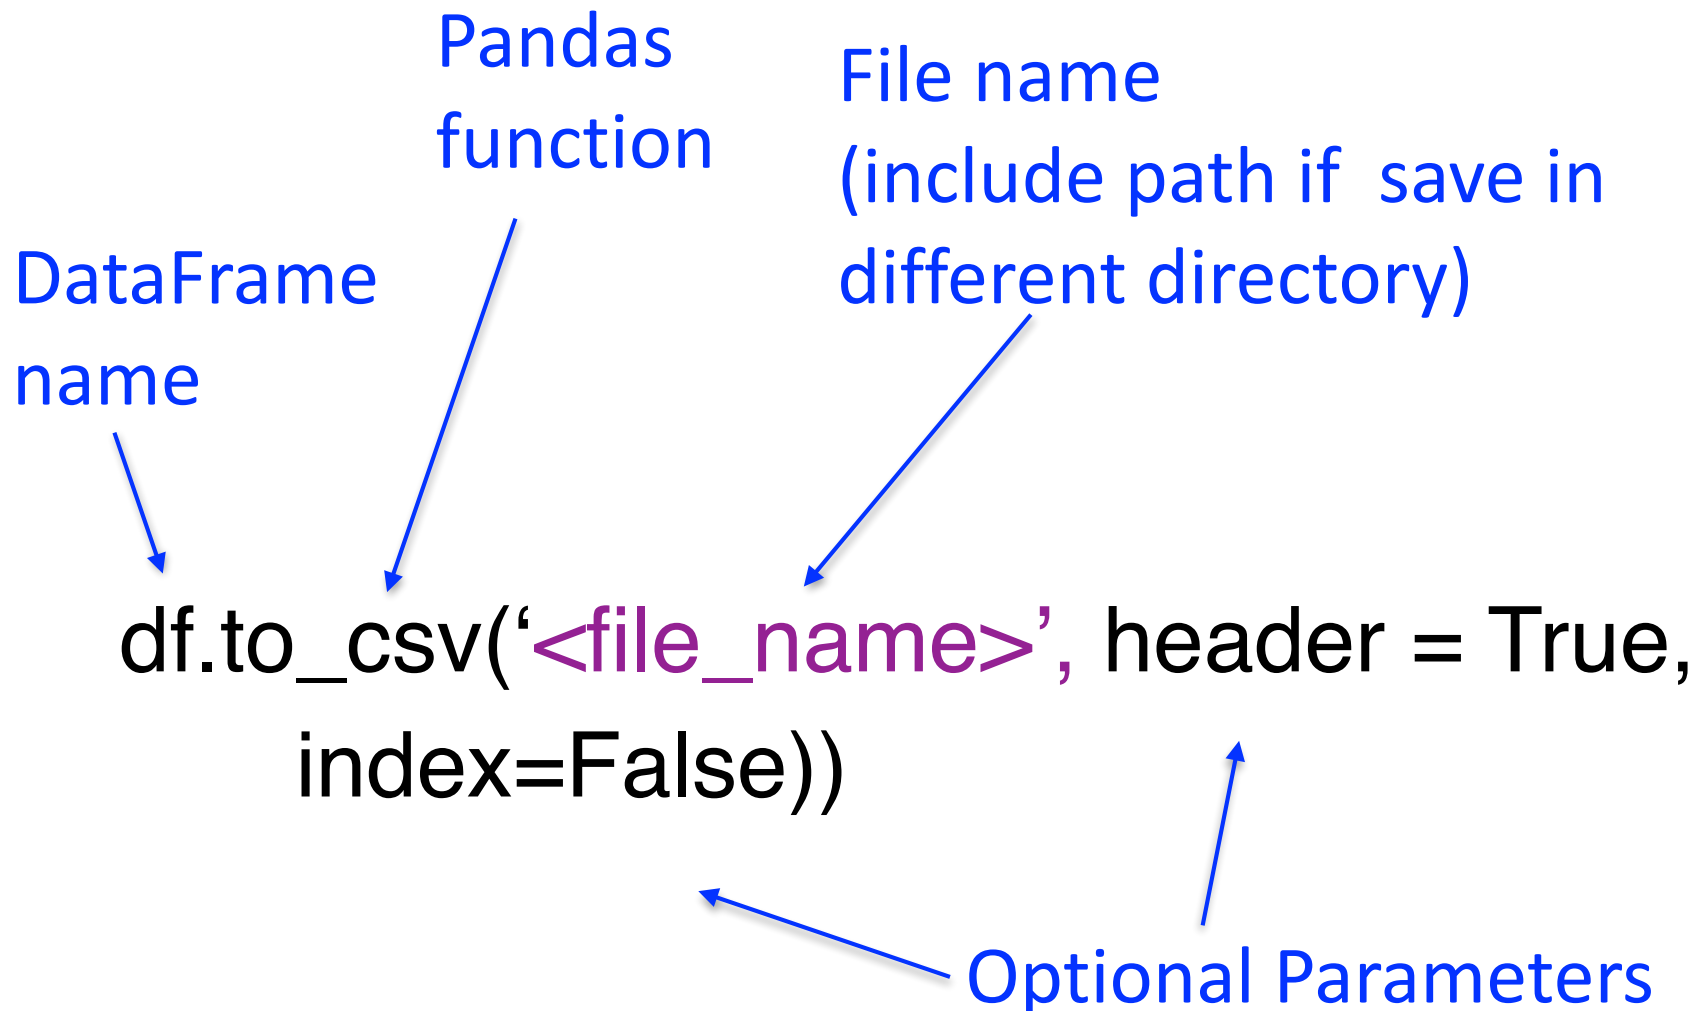 Pandas
function
File name
(include path if  save in
different directory)
DataFrame
name
df.to_csv(‘<file_name>’, header = True,
index=False))
Optional Parameters